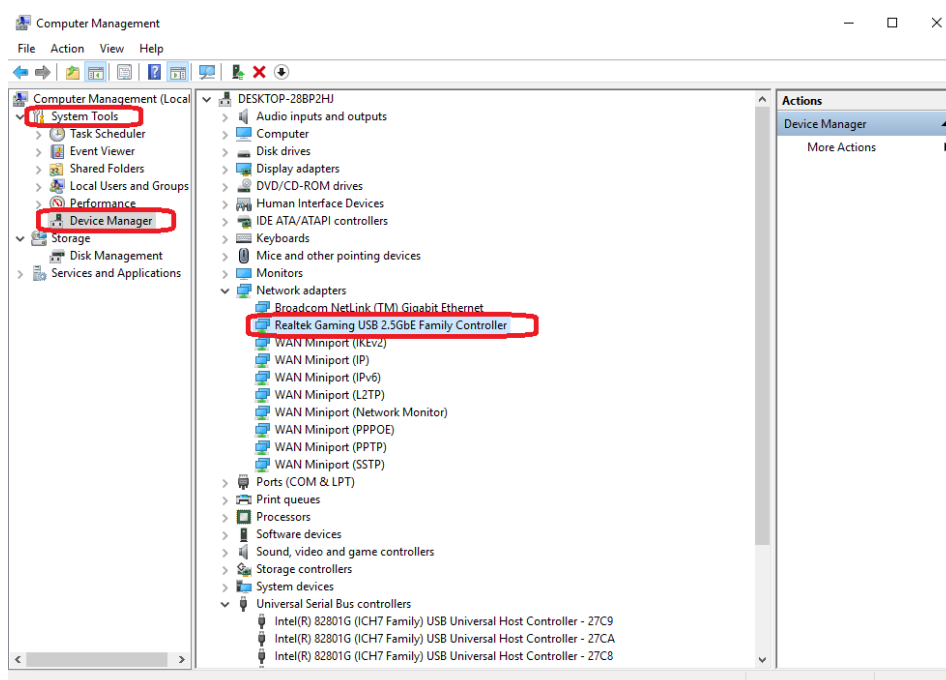 Computer Management
File Action View Help
Computer Management (Local
System Tools
Task Scheduler
Event Viewer
Shared Folders
Local Users and Groups
Performance
Device Manager
Storage
Disk Management
Services and Applications
DESKTOP-28BP2HJ
Audio inputs and outputs
Computer
Disk drives
Display adapters
DVD/CD-ROM drives
Human Interface Devices
IDE ATA/ATAPI controllers
Keyboards
Mice and other pointing devices
Monitors
Network adapters
Broadcom NetLink (TM) Gigabit Ethernet
Realtek Gaming USB 2.5GbE Family Controller
WAN Miniport (IKEv2)
WAN Miniport (IP)
WAN Miniport (IPv6)
WAN Miniport (L2TP)
WAN Miniport (Network Monitor)
WAN Miniport (PPPOE)
WAN Miniport (PPTP)
WAN Miniport (SSTP)
Ports (COM & LPT)
Print queues
Processors
Software devices
Sound, video and game controllers
Storage controllers
System devices
Universal Serial Bus controllers
Intel(R) 82801G (ICH7 Family) USB Universal Host Controller - 27C9
Intel(R) 82801G (ICH7 Family) USB Universal Host Controller - 27CA
Intel(R) 82801G (ICH7 Family) USB Universal Host Controller - 27C8
Actions
Device Manager
More Actions